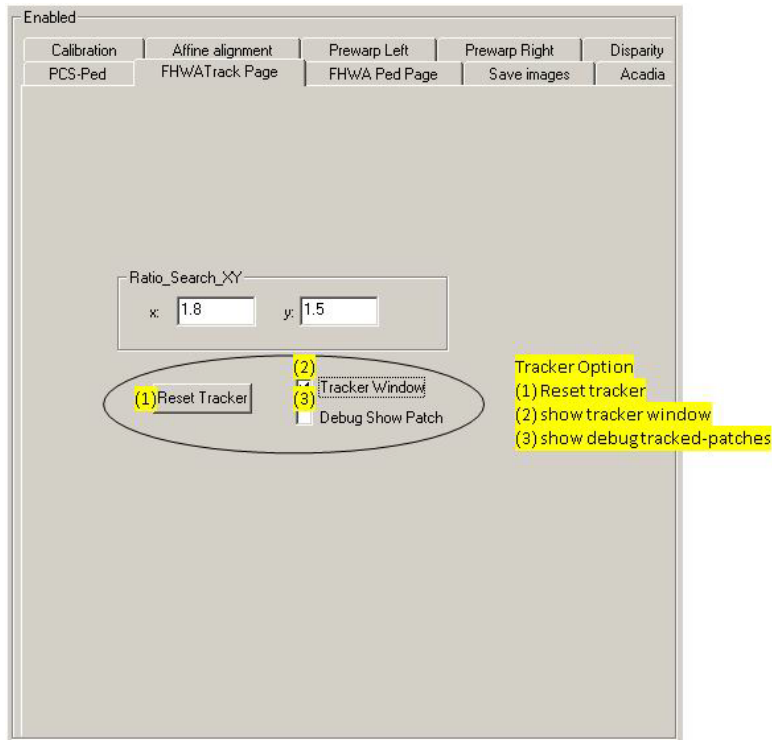 Enabled
Calibration Affine alignment Prewarp Left Prewarp Right Disparity
PCS-Ped FHWATrack Page FHWA Ped Page Save images Acadia
Ratio_Search_XY
x: 1.8 y: 1.5
(2)
Tracker Window
(1) Reset Tracker
(3)
Debug Show Patch
Tracker Option
(1) Reset tracker
(2) show tracker window
(3) show debug tracked-patches